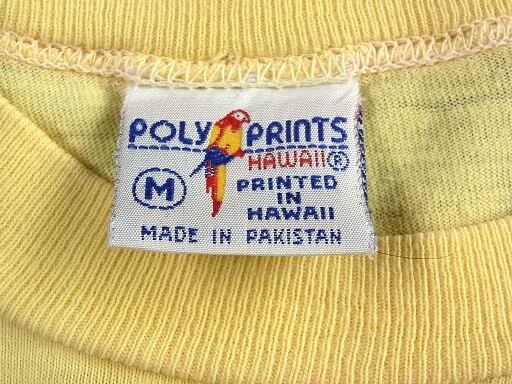 POLY PRINTS
HAWAII®
M
PRINTED
IN
HAWAII
MADE IN PAKISTAN